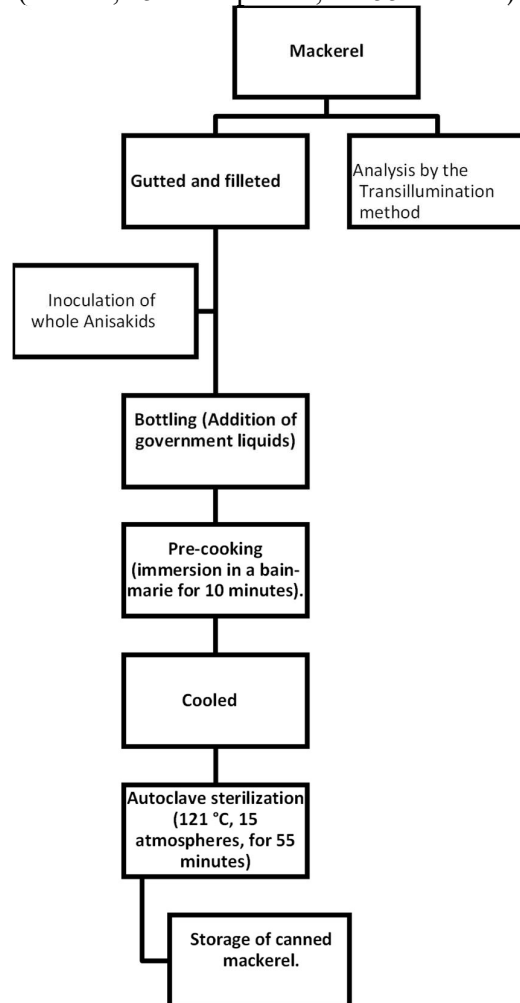 Mackerel
Gutted and filleted
Analysis by the
Transillumination
method
Inoculation of
whole Anisakids
Bottling (Addition of
government liquids)
Pre-cooking
(immersion in a bain-
marie for 10 minutes).
Cooled
Autoclave sterilization
(121 °C, 15
atmospheres, for 55
minutes)
Storage of canned
mackerel.